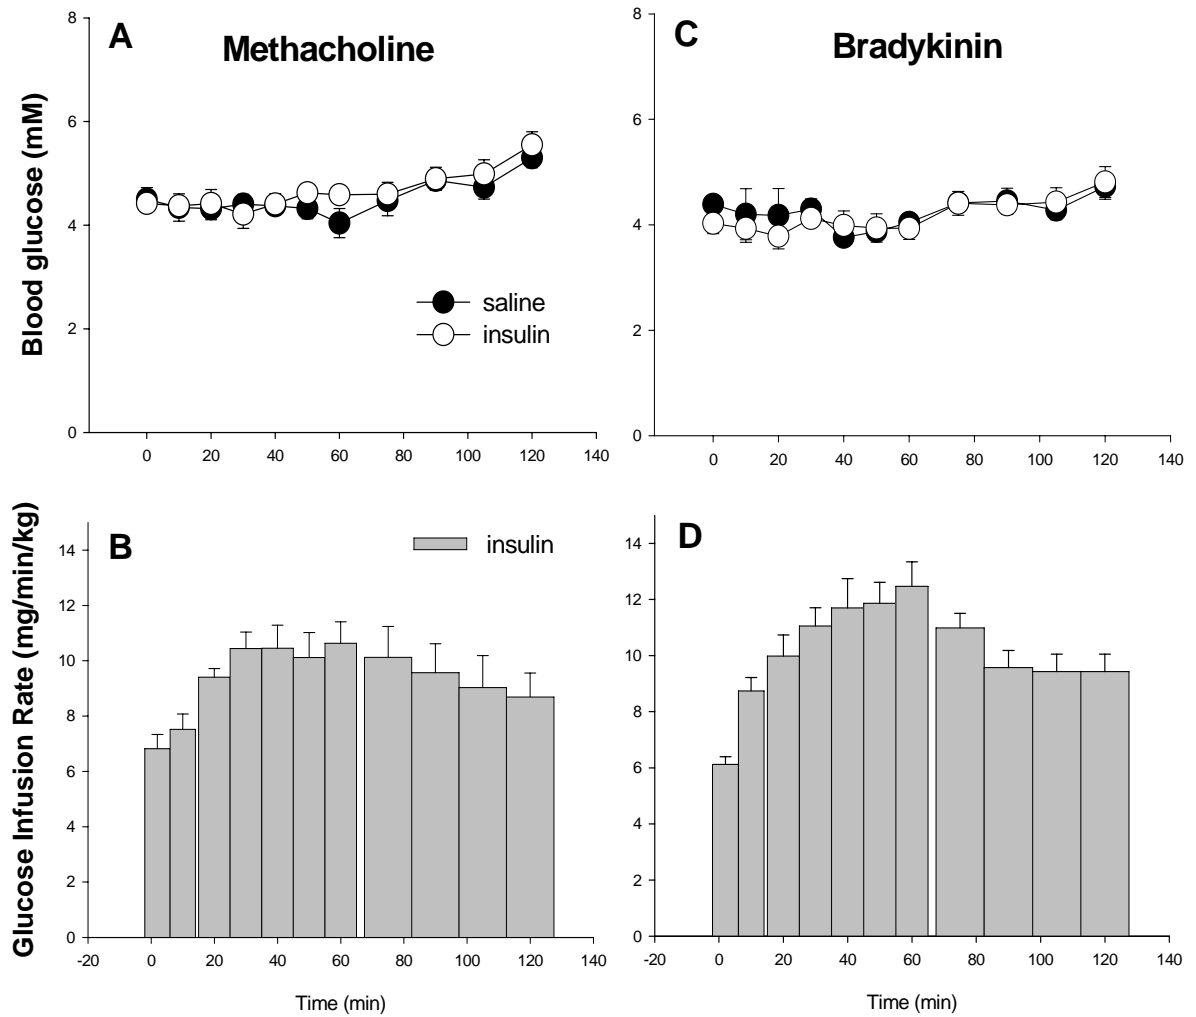 A
Methacholine
Blood glucose (mM)
8
6
4
2
0
saline
insulin
0 20 40 60 80 100 120 140
C
Bradykinin
8
6
4
2
0
0 20 40 60 80 100 120 140
B
insulin
Glucose Infusion Rate (mg/min/kg)
14
12
10
8
6
4
2
0
-20 0 20 40 60 80 100 120 140
Time (min)
D
14
12
10
8
6
4
2
0
-20 0 20 40 60 80 100 120 140
Time (min)